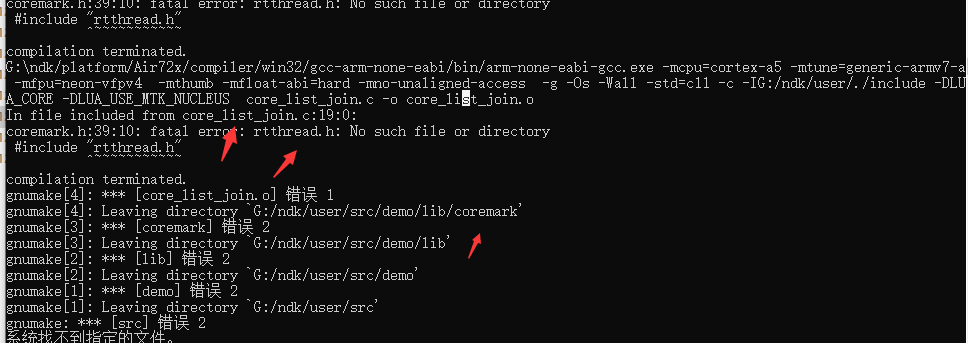 coremark.h:39:10: fatal error: rtthread.h: No such file or directory
 #include "rtthread.h"
          ^~~~~~~~~~~~
compilation terminated.
G:\ndk/platform/Air72x/compiler/win32/gcc-arm-none-eabi/bin/arm-none-eabi-gcc.exe -mcpu=cortex-a5 -mtune=generic-armv7-a
 -mfpu=neon-vfpv4  -mthumb -mfloat-abi=hard -mno-unaligned-access  -g -Os -Wall -std=c11 -c -IG:/ndk/user/./include -DLU
A_CORE -DLUA_USE_MTK_NUCLEUS  core_list_join.c -o core_list_join.o
In file included from core_list_join.c:19:0:
coremark.h:39:10: fatal error: rtthread.h: No such file or directory
 #include "rtthread.h"
          ^~~~~~~~~~~~
compilation terminated.
gnumake[4]: *** [core_list_join.o] 错误 1
gnumake[4]: Leaving directory `G:/ndk/user/src/demo/lib/coremark'
gnumake[3]: *** [coremark] 错误 2
gnumake[3]: Leaving directory `G:/ndk/user/src/demo/lib'
gnumake[2]: *** [lib] 错误 2
gnumake[2]: Leaving directory `G:/ndk/user/src/demo'
gnumake[1]: *** [demo] 错误 2
gnumake[1]: Leaving directory `G:/ndk/user/src'
gnumake: *** [src] 错误 2
系统找不到指定的文件。